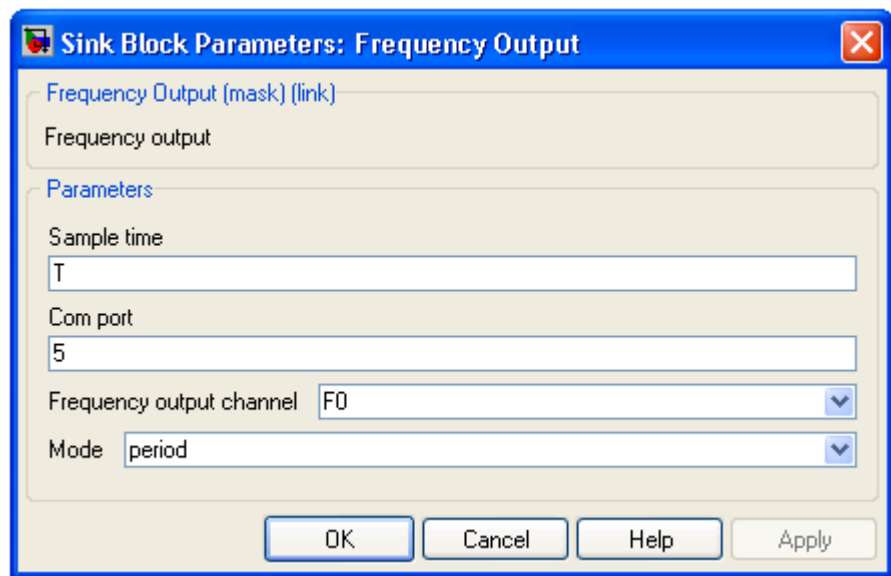 Sink Block Parameters: Frequency Output
Frequency Output (mask) (link)
Frequency output
Parameters
Sample time
T
Com port
5
Frequency output channel F0
Mode period
OK Cancel Help Apply